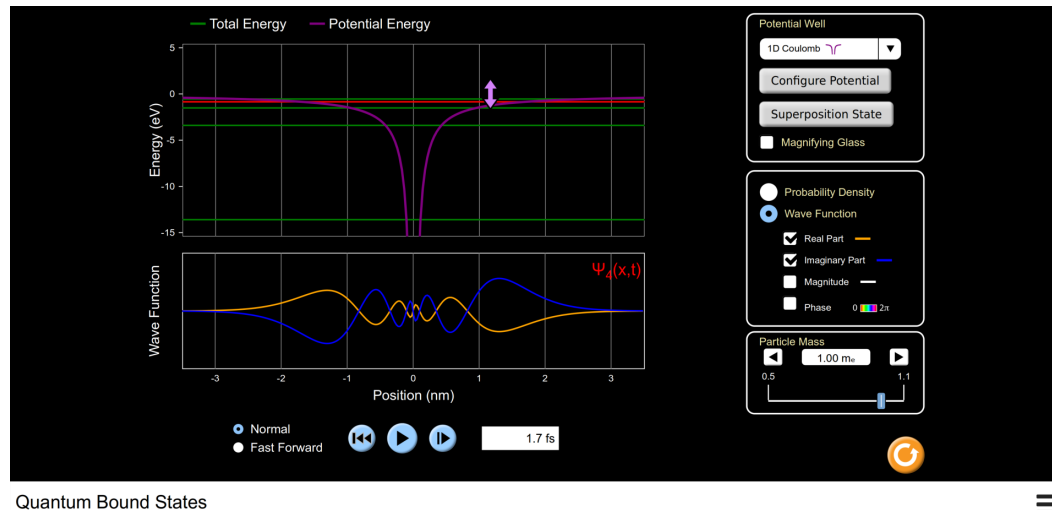 Total Energy Potential Energy
5
0
-5
-10
-15
Energy (eV)
Wave Function
Ψ₄(x,t)
-3 -2 -1 0 1 2 3
Position (nm)
Normal
Fast Forward
1.7 fs
Potential Well
1D Coulomb
Configure Potential
Superposition State
Magnifying Glass
Probability Density
Wave Function
Real Part
Imaginary Part
Magnitude
Phase 0 2π
Particle Mass
1.00 mₑ
0.5 1.1
Quantum Bound States